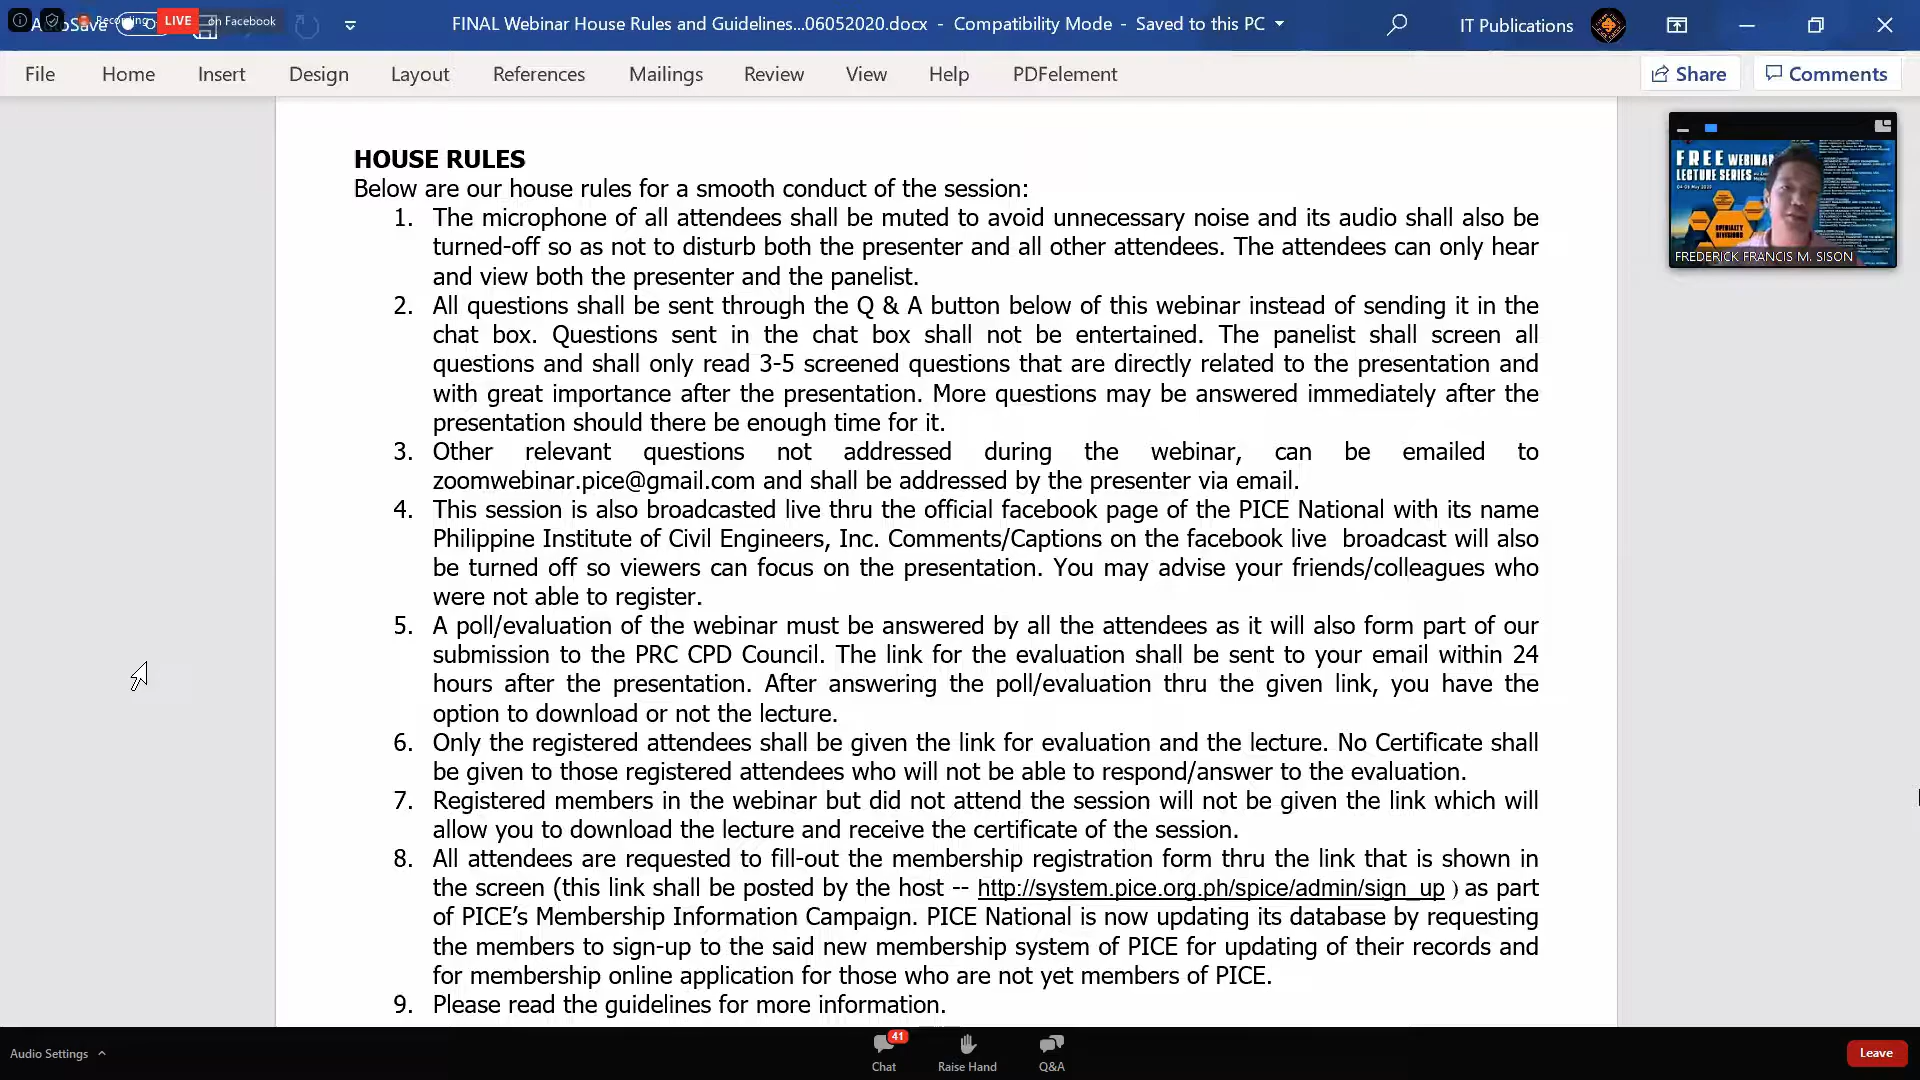 Recording
LIVE
on Facebook
FINAL Webinar House Rules and Guidelines...06052020.docx - Compatibility Mode - Saved to this PC
IT Publications
File Home Insert Design Layout References Mailings Review View Help PDFelement
Share
Comments
HOUSE RULES
Below are our house rules for a smooth conduct of the session:
1. The microphone of all attendees shall be muted to avoid unnecessary noise and its audio shall also be
turned-off so as not to disturb both the presenter and all other attendees. The attendees can only hear
and view both the presenter and the panelist.
2. All questions shall be sent through the Q & A button below of this webinar instead of sending it in the
chat box. Questions sent in the chat box shall not be entertained. The panelist shall screen all
questions and shall only read 3-5 screened questions that are directly related to the presentation and
with great importance after the presentation. More questions may be answered immediately after the
presentation should there be enough time for it.
3. Other relevant questions not addressed during the webinar, can be emailed to
zoomwebinar.pice@gmail.com and shall be addressed by the presenter via email.
4. This session is also broadcasted live thru the official facebook page of the PICE National with its name
Philippine Institute of Civil Engineers, Inc. Comments/Captions on the facebook live broadcast will also
be turned off so viewers can focus on the presentation. You may advise your friends/colleagues who
were not able to register.
5. A poll/evaluation of the webinar must be answered by all the attendees as it will also form part of our
submission to the PRC CPD Council. The link for the evaluation shall be sent to your email within 24
hours after the presentation. After answering the poll/evaluation thru the given link, you have the
option to download or not the lecture.
6. Only the registered attendees shall be given the link for evaluation and the lecture. No Certificate shall
be given to those registered attendees who will not be able to respond/answer to the evaluation.
7. Registered members in the webinar but did not attend the session will not be given the link which will
allow you to download the lecture and receive the certificate of the session.
8. All attendees are requested to fill-out the membership registration form thru the link that is shown in
the screen (this link shall be posted by the host -- http://system.pice.org.ph/spice/admin/sign_up ) as part
of PICE’s Membership Information Campaign. PICE National is now updating its database by requesting
the members to sign-up to the said new membership system of PICE for updating of their records and
for membership online application for those who are not yet members of PICE.
9. Please read the guidelines for more information.
FREE WEBINAR
LECTURE SERIES
SPECIALTY
DIVISIONS
FREDERICK FRANCIS M. SISON
Audio Settings
41
Chat
Raise Hand
Q&A
Leave